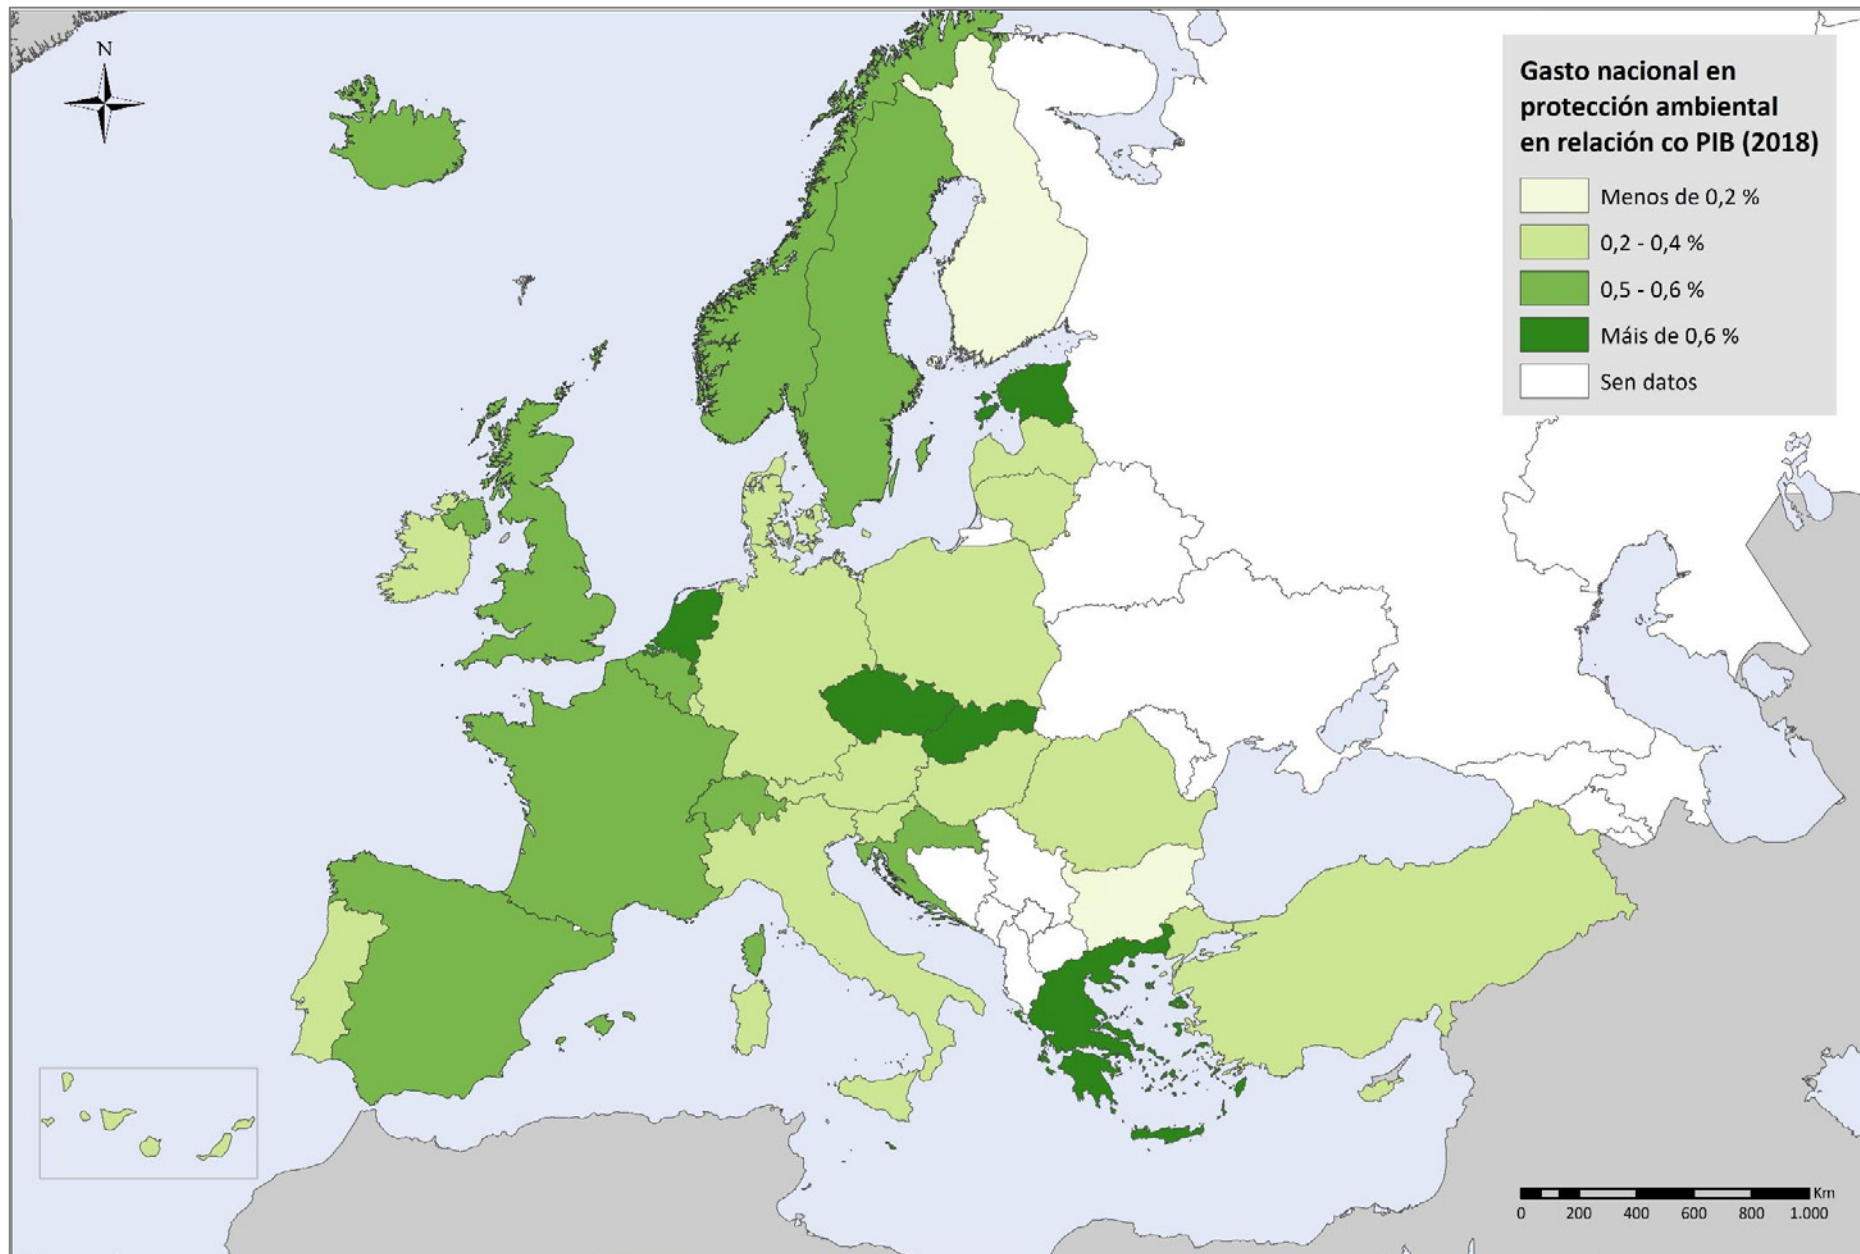 N
Gasto nacional en
protección ambiental
en relación co PIB (2018)
Menos de 0,2 %
0,2 - 0,4 %
0,5 - 0,6 %
Máis de 0,6 %
Sen datos
Km
0 200 400 600 800 1.000